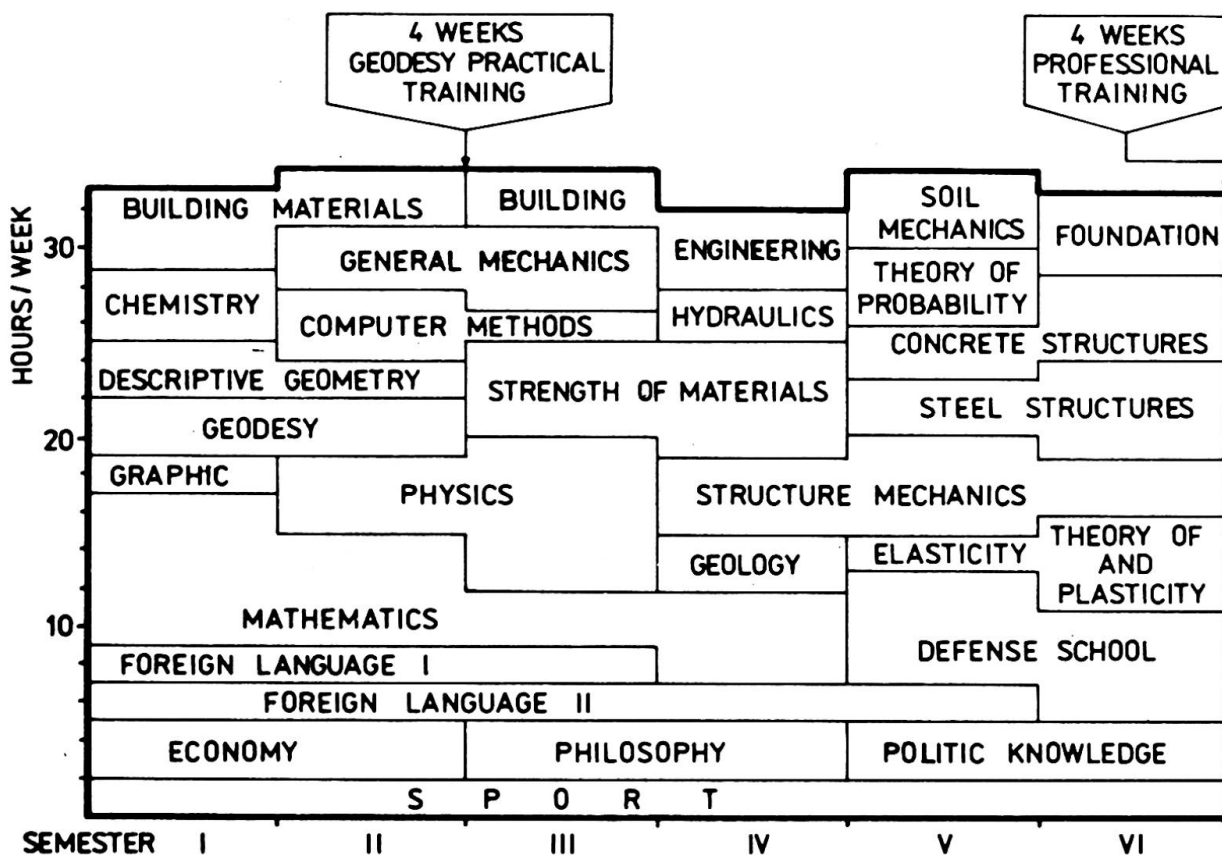 4 WEEKS
GEODESY PRACTICAL
TRAINING
4 WEEKS
PROFESSIONAL
TRAINING
HOURS/WEEK
30
20
10
BUILDING MATERIALS
BUILDING
ENGINEERING
SOIL
MECHANICS
FOUNDATION
GENERAL MECHANICS
THEORY OF
PROBABILITY
CHEMISTRY
COMPUTER METHODS
HYDRAULICS
CONCRETE STRUCTURES
DESCRIPTIVE GEOMETRY
STRENGTH OF MATERIALS
STEEL STRUCTURES
GEODESY
GRAPHIC
PHYSICS
STRUCTURE MECHANICS
GEOLOGY
ELASTICITY
THEORY OF
AND
PLASTICITY
MATHEMATICS
DEFENSE SCHOOL
FOREIGN LANGUAGE I
FOREIGN LANGUAGE II
ECONOMY
PHILOSOPHY
POLITIC KNOWLEDGE
S P O R T
SEMESTER I II III IV V VI